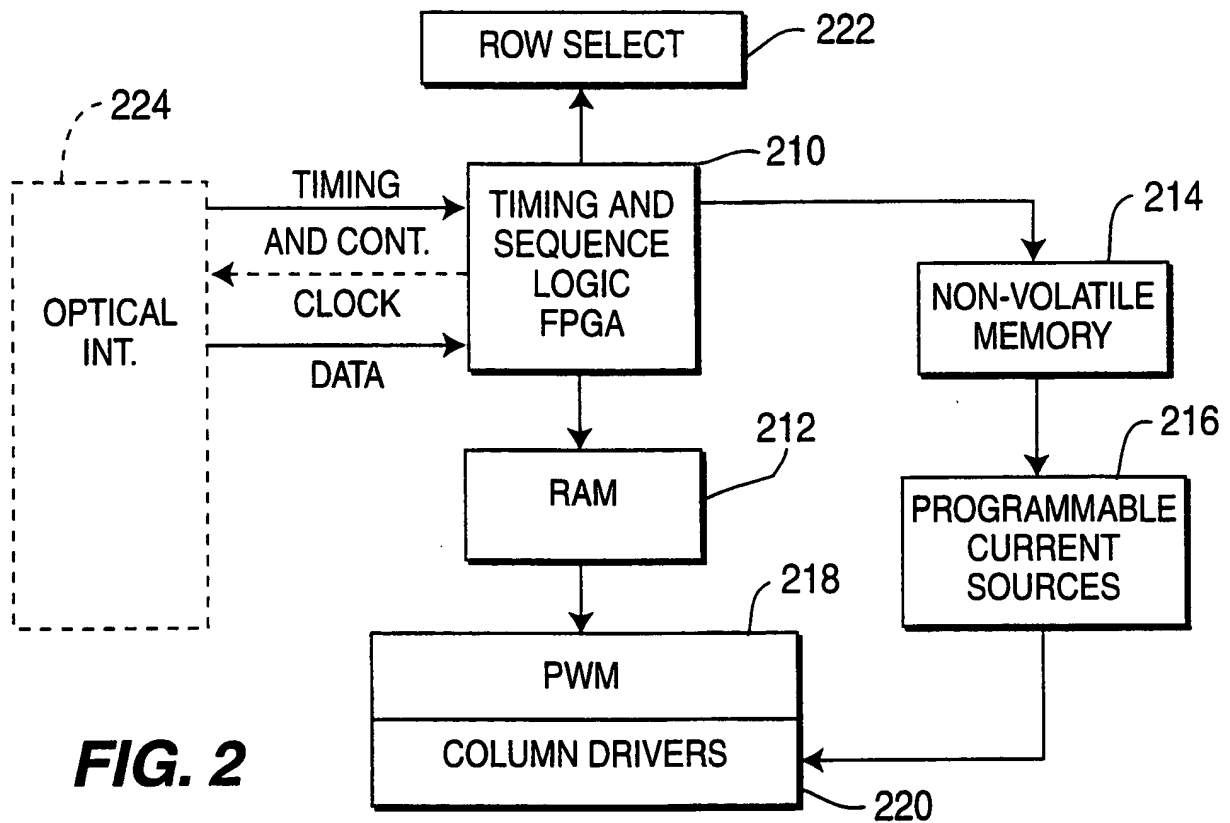 ROW SELECT
222
224
210
TIMING
TIMING AND
SEQUENCE
LOGIC
FPGA
214
AND CONT.
CLOCK
OPTICAL
INT.
DATA
NON-VOLATILE
MEMORY
212
RAM
216
PROGRAMMABLE
CURRENT
SOURCES
218
PWM
COLUMN DRIVERS
220
FIG. 2